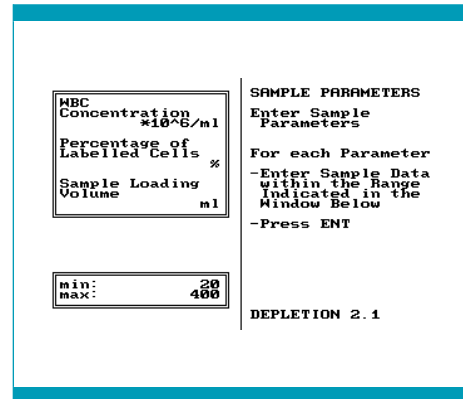 WBC
Concentration
*10^6/ml
Percentage of
Labelled Cells
%
Sample Loading
Volume
ml
min: 20
max: 400
SAMPLE PARAMETERS
Enter Sample
Parameters
For each Parameter
-Enter Sample Data
within the Range
Indicated in the
Window Below
-Press ENT
DEPLETION 2.1